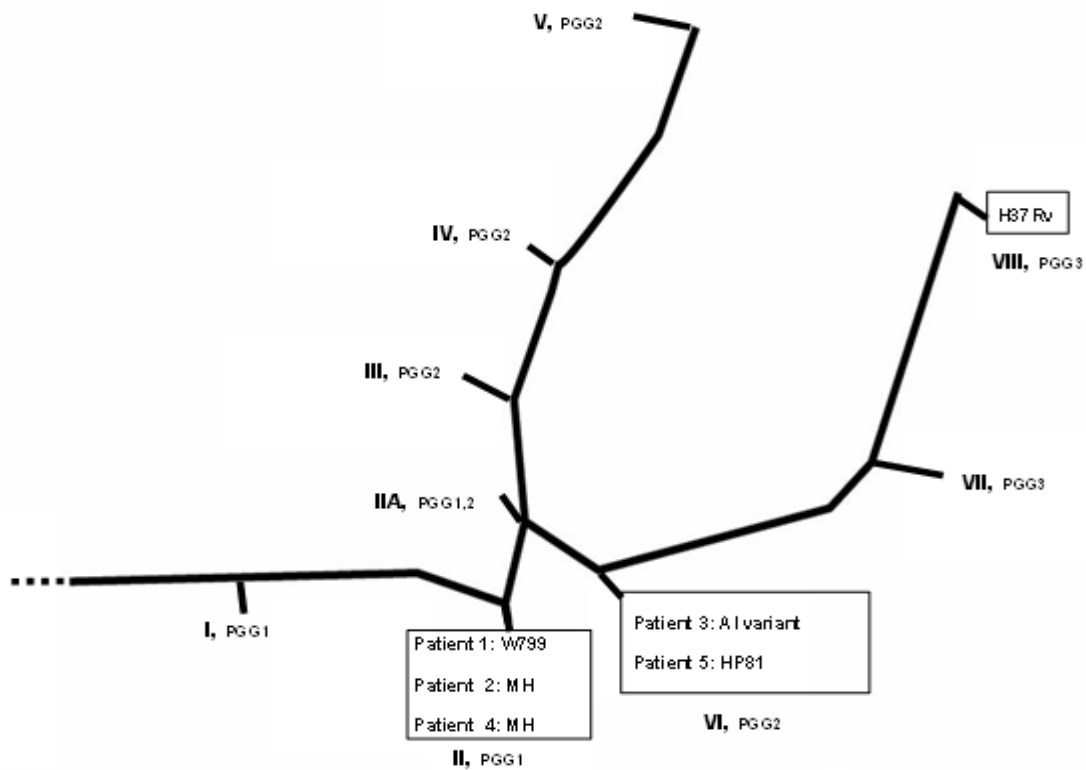 V, PGG2
H37 Rv
IV, PGG2
VIII, PGG3
III, PGG2
VII, PGG3
IIA, PGG1,2
I, PGG1
Patient 1: W799
Patient 2: MH
Patient 4: MH
II, PGG1
Patient 3: AI variant
Patient 5: HP81
VI, PGG2